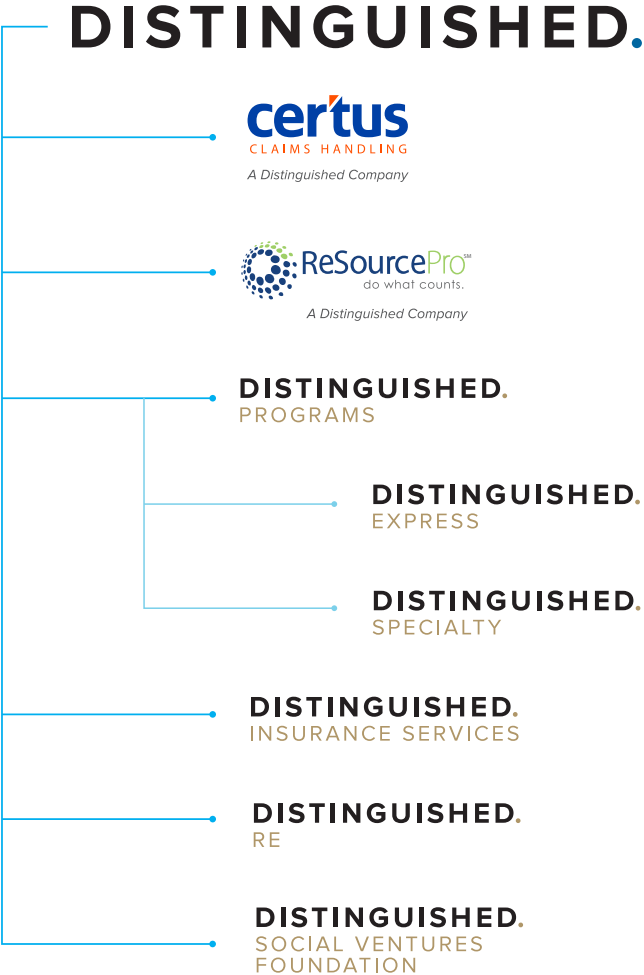 DISTINGUISHED.
certus
CLAIMS HANDLING
A Distinguished Company
ReSourcePro℠
do what counts.
A Distinguished Company
DISTINGUISHED.
PROGRAMS
DISTINGUISHED.
EXPRESS
DISTINGUISHED.
SPECIALTY
DISTINGUISHED.
INSURANCE SERVICES
DISTINGUISHED.
RE
DISTINGUISHED.
SOCIAL VENTURES
FOUNDATION